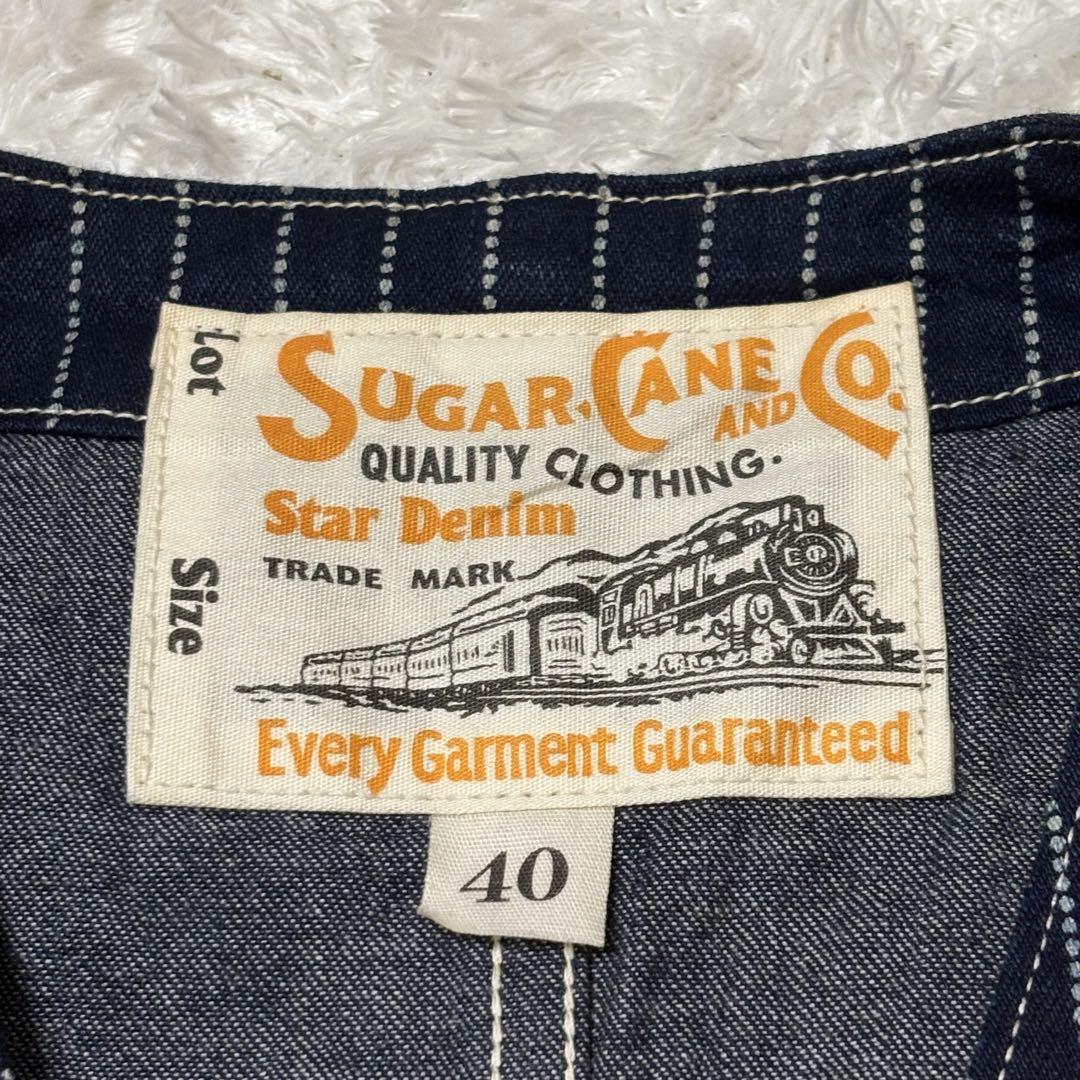 Lot
Size
SUGAR CANE AND CO.
QUALITY CLOTHING.
Star Denim
TRADE MARK
Every Garment Guaranteed
40